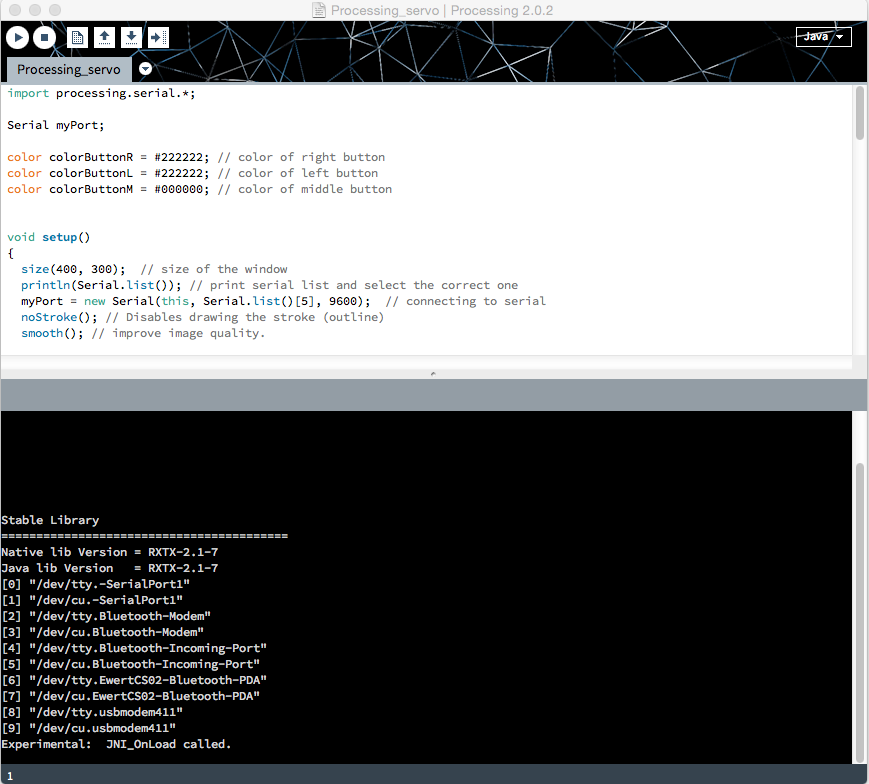 Processing_servo | Processing 2.0.2
Java
Processing_servo
import processing.serial.*;
Serial myPort;
color colorButtonR = #222222; // color of right button
color colorButtonL = #222222; // color of left button
color colorButtonM = #000000; // color of middle button
void setup()
{
  size(400, 300);  // size of the window
  println(Serial.list()); // print serial list and select the correct one
  myPort = new Serial(this, Serial.list()[5], 9600);  // connecting to serial
  noStroke(); // Disables drawing the stroke (outline)
  smooth(); // improve image quality.
Stable Library
=========================================
Native lib Version = RXTX-2.1-7
Java lib Version   = RXTX-2.1-7
[0] "/dev/tty.-SerialPort1"
[1] "/dev/cu.-SerialPort1"
[2] "/dev/tty.Bluetooth-Modem"
[3] "/dev/cu.Bluetooth-Modem"
[4] "/dev/tty.Bluetooth-Incoming-Port"
[5] "/dev/cu.Bluetooth-Incoming-Port"
[6] "/dev/tty.EwertCS02-Bluetooth-PDA"
[7] "/dev/cu.EwertCS02-Bluetooth-PDA"
[8] "/dev/tty.usbmodem411"
[9] "/dev/cu.usbmodem411"
Experimental:  JNI_OnLoad called.
1